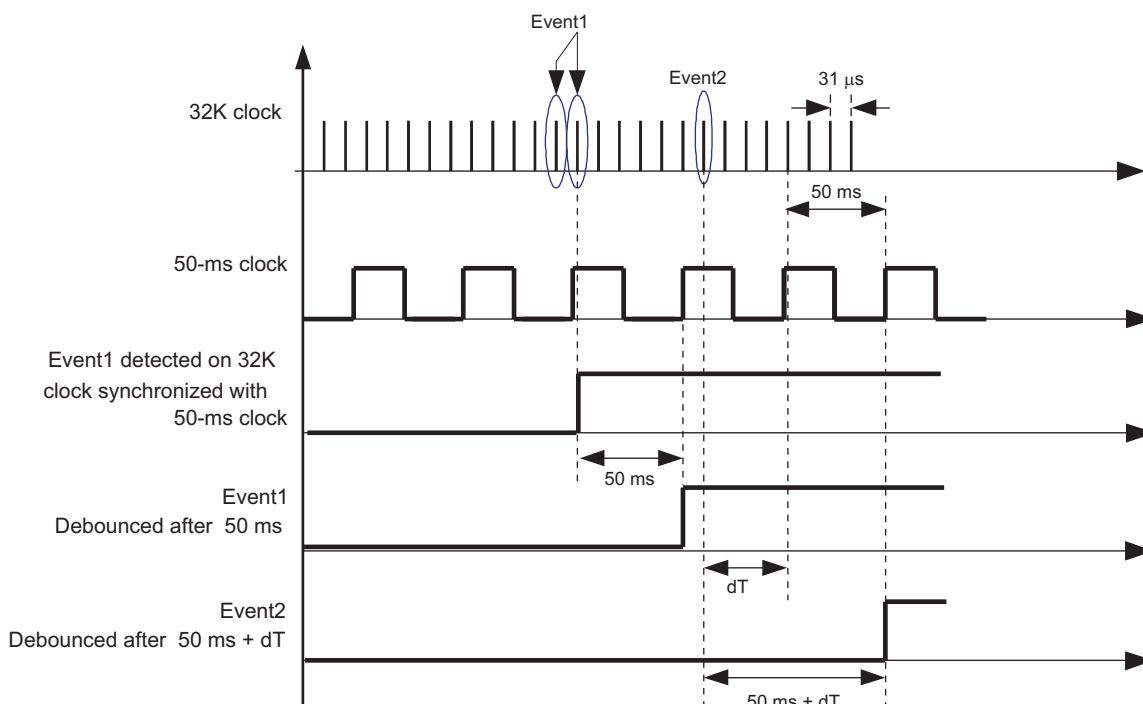 Event1
Event2
31 μs
32K clock
50 ms
50-ms clock
Event1 detected on 32K
clock synchronized with
50-ms clock
50 ms
Event1
Debounced after 50 ms
dT
Event2
Debounced after 50 ms + dT
50 ms + dT